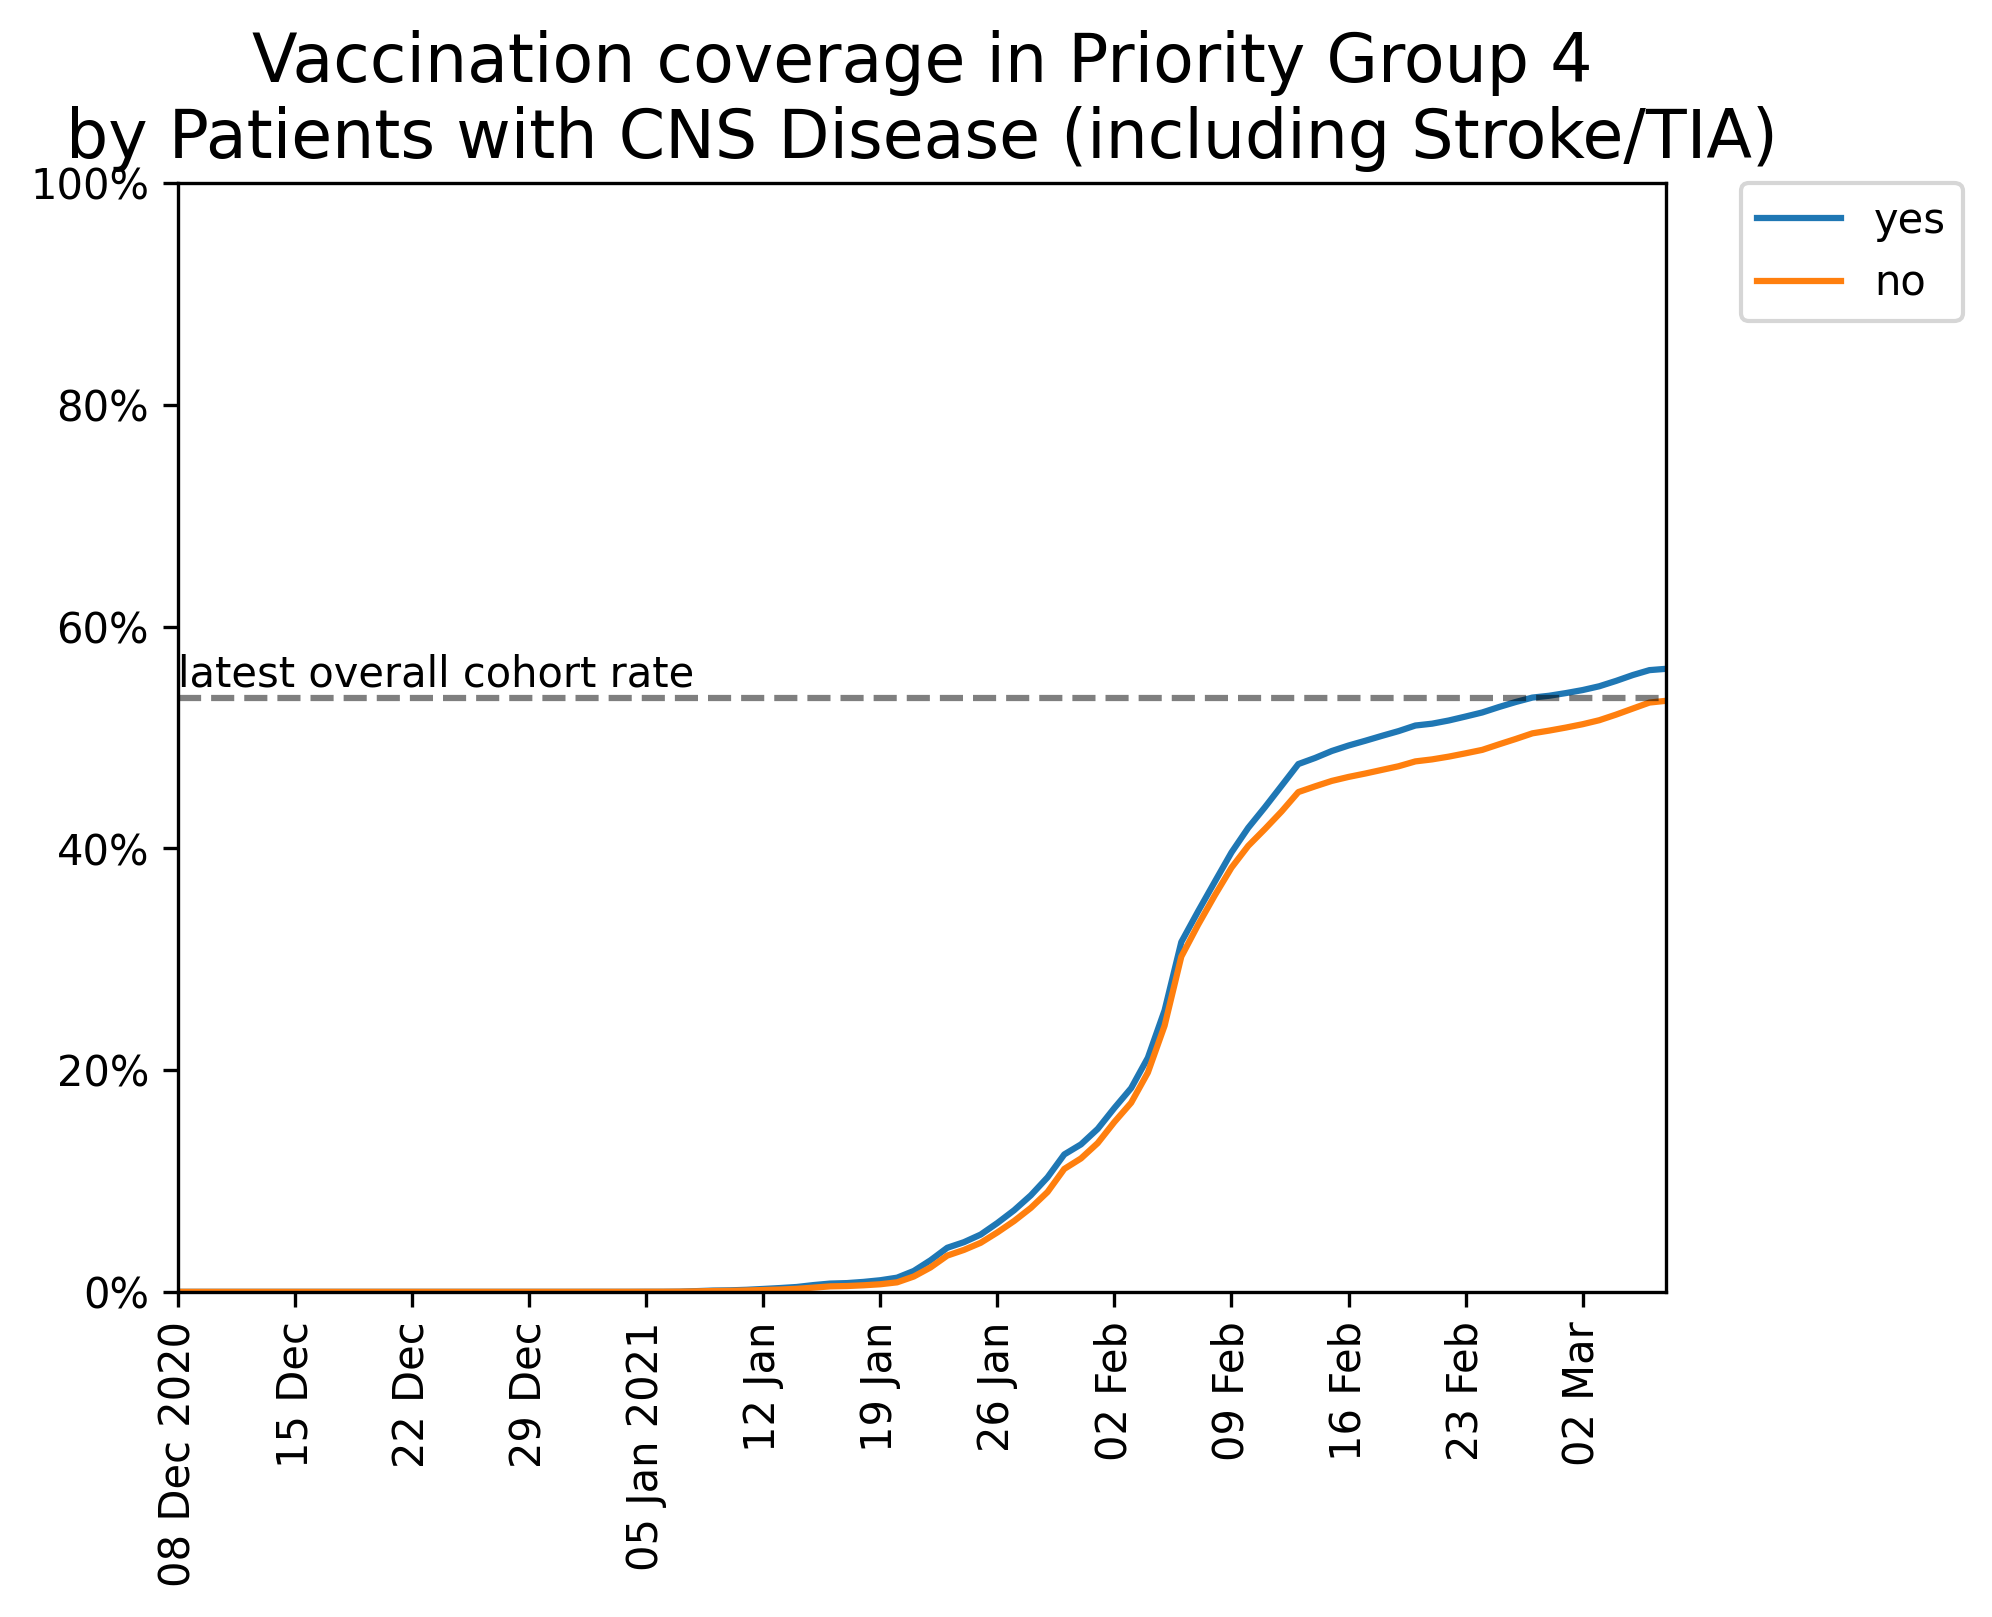 Vaccination coverage in Priority Group 4
by Patients with CNS Disease (including Stroke/TIA)
100%
80%
60%
40%
20%
0%
latest overall cohort rate
yes
no
08 Dec 2020
15 Dec
22 Dec
29 Dec
05 Jan 2021
12 Jan
19 Jan
26 Jan
02 Feb
09 Feb
16 Feb
23 Feb
02 Mar